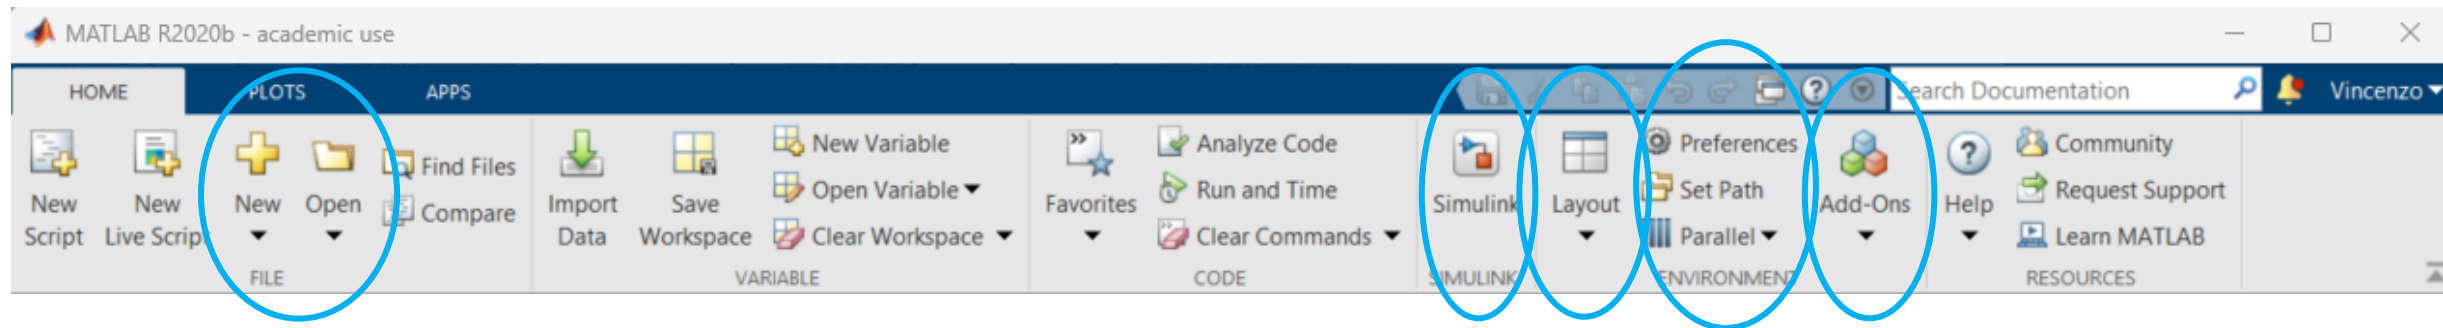 MATLAB R2020b - academic use
HOME PLOTS APPS Search Documentation Vincenzo
New Script
New Live Script
New
Open
Find Files
Compare
FILE
Import Data
Save Workspace
New Variable
Open Variable
Clear Workspace
VARIABLE
Favorites
Analyze Code
Run and Time
Clear Commands
CODE
Simulink
SIMULINK
Layout
Preferences
Set Path
Parallel
Add-Ons
ENVIRONMENT
Help
Community
Request Support
Learn MATLAB
RESOURCES